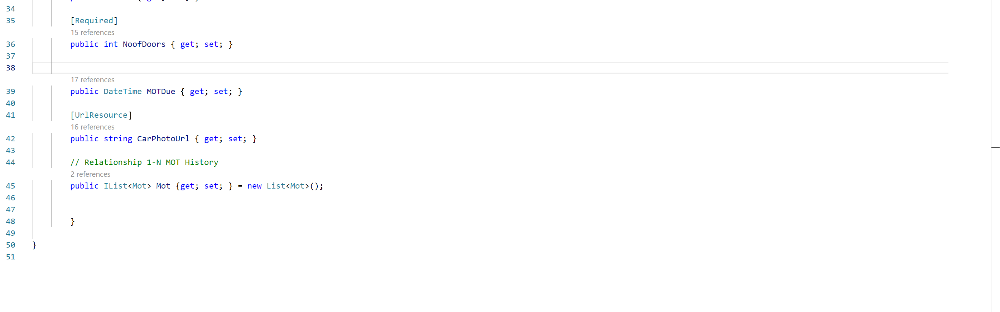 34
35 [Required]
15 references
36 public int NoofDoors { get; set; }
37
38
17 references
39 public DateTime MOTDue { get; set; }
40
41 [UrlResource]
16 references
42 public string CarPhotoUrl { get; set; }
43
44 // Relationship 1-N MOT History
2 references
45 public IList<Mot> Mot {get; set; } = new List<Mot>();
46
47
48 }
49
50 }
51